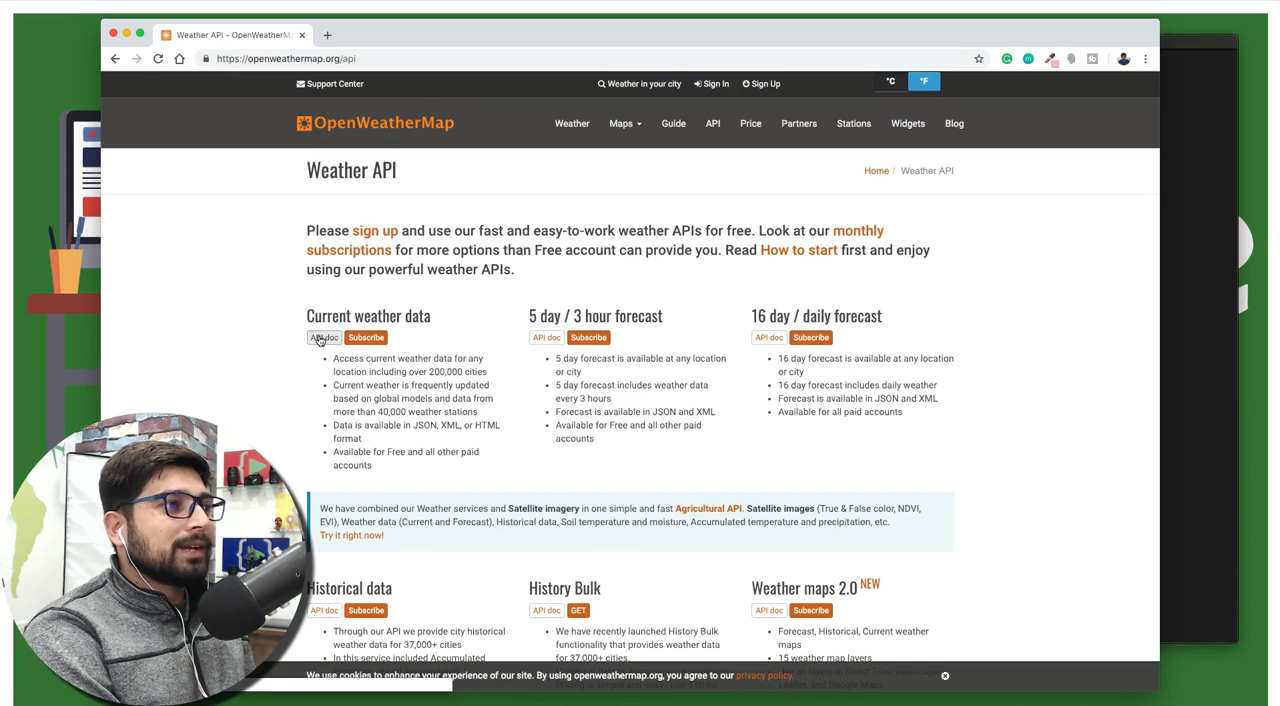 Weather API - OpenWeatherMa
https://openweathermap.org/api
Support Center
Weather in your city
Sign In
Sign Up
°C
°F
OpenWeatherMap
Weather
Maps
Guide
API
Price
Partners
Stations
Widgets
Blog
Weather API
Home / Weather API
Please sign up and use our fast and easy-to-work weather APIs for free. Look at our monthly
subscriptions for more options than Free account can provide you. Read How to start first and enjoy
using our powerful weather APIs.
Current weather data
API doc
Subscribe
Access current weather data for any
location including over 200,000 cities
Current weather is frequently updated
based on global models and data from
more than 40,000 weather stations
Data is available in JSON, XML, or HTML
format
Available for Free and all other paid
accounts
5 day / 3 hour forecast
API doc
Subscribe
5 day forecast is available at any location
or city
5 day forecast includes weather data
every 3 hours
Forecast is available in JSON and XML
Available for Free and all other paid
accounts
16 day / daily forecast
API doc
Subscribe
16 day forecast is available at any location
or city
16 day forecast includes daily weather
Forecast is available in JSON and XML
Available for all paid accounts
We have combined our Weather services and Satellite imagery in one simple and fast Agricultural API. Satellite images (True & False color, NDVI,
EVI), Weather data (Current and Forecast), Historical data, Soil temperature and moisture, Accumulated temperature and precipitation, etc.
Try it right now!
Historical data
API doc
Subscribe
Through our API we provide city historical
weather data for 37,000+ cities
In this service included Accumulated
History Bulk
API doc
GET
We have recently launched History Bulk
functionality that provides weather data
for 37,000+ cities.
Weather maps 2.0 NEW
API doc
Subscribe
Forecast, Historical, Current weather
maps
15 weather map layers
We use cookies to enhance your experience of our site. By using openweathermap.org, you agree to our privacy policy.